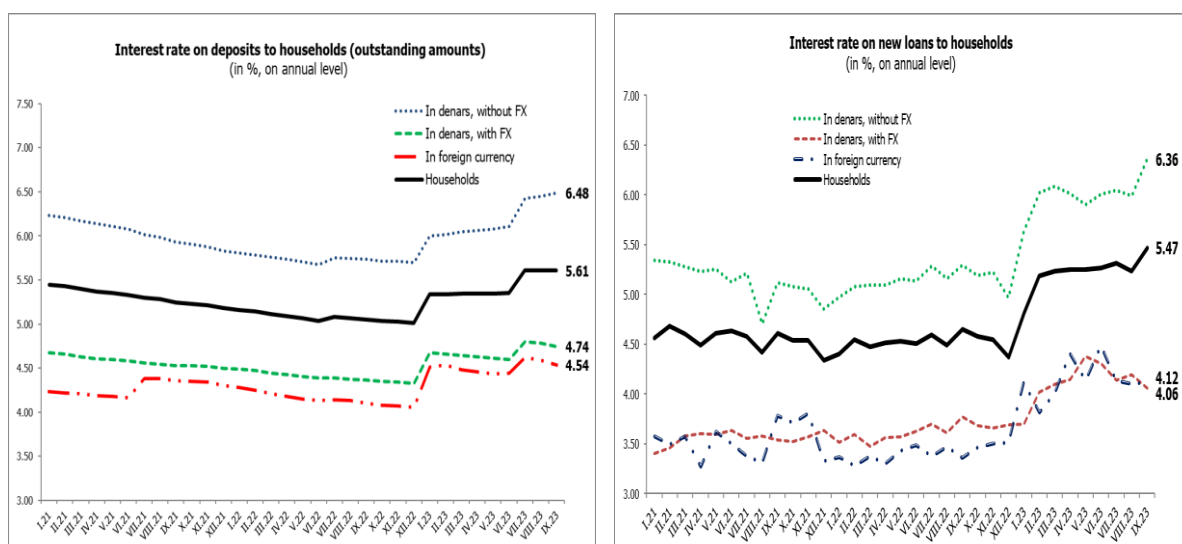 Interest rate on deposits to households (outstanding amounts)
(in %, on annual level)
7.50
7.00
6.50
6.00
5.50
5.00
4.50
4.00
3.50
3.00
In denars, without FX
In denars, with FX
In foreign currency
Households
6.48
5.61
4.74
4.54
I.21 II.21 III.21 IV.21 V.21 VI.21 VII.21 VIII.21 IX.21 X.21 XI.21 XII.21 I.22 II.22 III.22 IV.22 V.22 VI.22 VII.22 VIII.22 IX.22 X.22 XI.22 XII.22 I.23 II.23 III.23 IV.23 V.23 VI.23 VII.23 VIII.23 IX.23
Interest rate on new loans to households
(in %, on annual level)
7.00
6.50
6.00
5.50
5.00
4.50
4.00
3.50
3.00
In denars, without FX
In denars, with FX
In foreign currency
Households
6.36
5.47
4.12
4.06
I.21 II.21 III.21 IV.21 V.21 VI.21 VII.21 VIII.21 IX.21 X.21 XI.21 XII.21 I.22 II.22 III.22 IV.22 V.22 VI.22 VII.22 VIII.22 IX.22 X.22 XI.22 XII.22 I.23 II.23 III.23 IV.23 V.23 VI.23 VII.23 VIII.23 IX.23